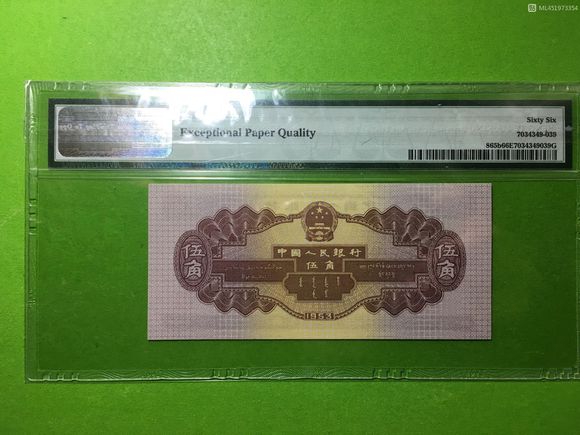 ML451973354
Sixty Six
Exceptional Paper Quality
7034349-039
865b66E7034349039G
中國人民銀行
伍角
伍角
伍角
1953